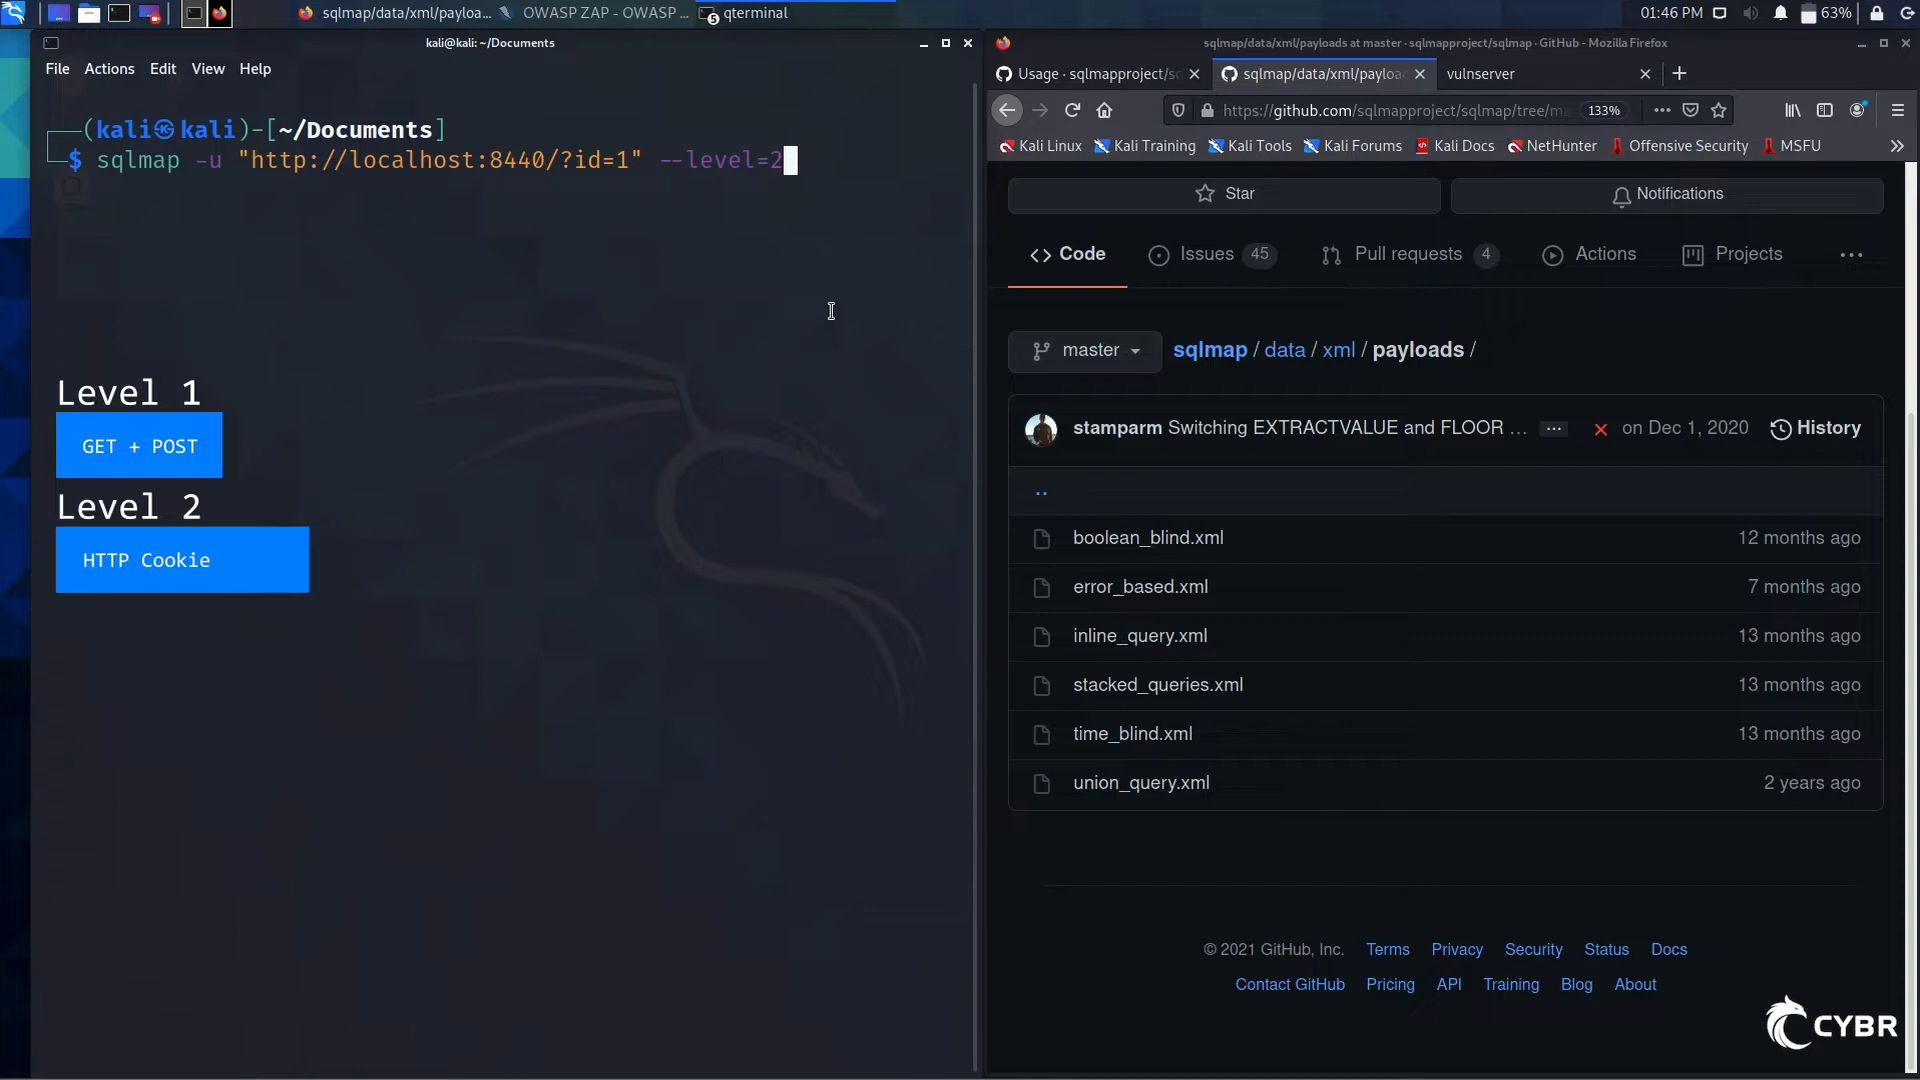 sqlmap/data/xml/payloa... OWASP ZAP - OWASP ... 5 qterminal 01:46 PM 63%
kali@kali: ~/Documents
File Actions Edit View Help
(kali㉿kali)-[~/Documents]
$ sqlmap -u "http://localhost:8440/?id=1" --level=2
Level 1
GET + POST
Level 2
HTTP Cookie
sqlmap/data/xml/payloads at master · sqlmapproject/sqlmap · GitHub - Mozilla Firefox
Usage · sqlmapproject/sq sqlmap/data/xml/payloa vulnserver
https://github.com/sqlmapproject/sqlmap/tree/ma 133%
Kali Linux Kali Training Kali Tools Kali Forums Kali Docs NetHunter Offensive Security MSFU
Star Notifications
Code Issues 45 Pull requests 4 Actions Projects ...
master sqlmap / data / xml / payloads /
stamparm Switching EXTRACTVALUE and FLOOR ... ... on Dec 1, 2020 History
..
boolean_blind.xml 12 months ago
error_based.xml 7 months ago
inline_query.xml 13 months ago
stacked_queries.xml 13 months ago
time_blind.xml 13 months ago
union_query.xml 2 years ago
© 2021 GitHub, Inc. Terms Privacy Security Status Docs
Contact GitHub Pricing API Training Blog About
CYBR